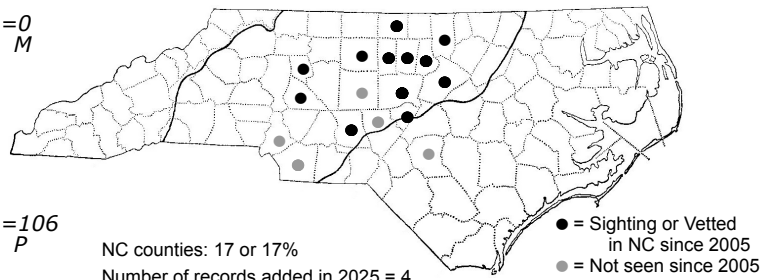 =0
M
=106
P
NC counties: 17 or 17%
Number of records added in 2025 = 4
● = Sighting or Vetted
in NC since 2005
● = Not seen since 2005